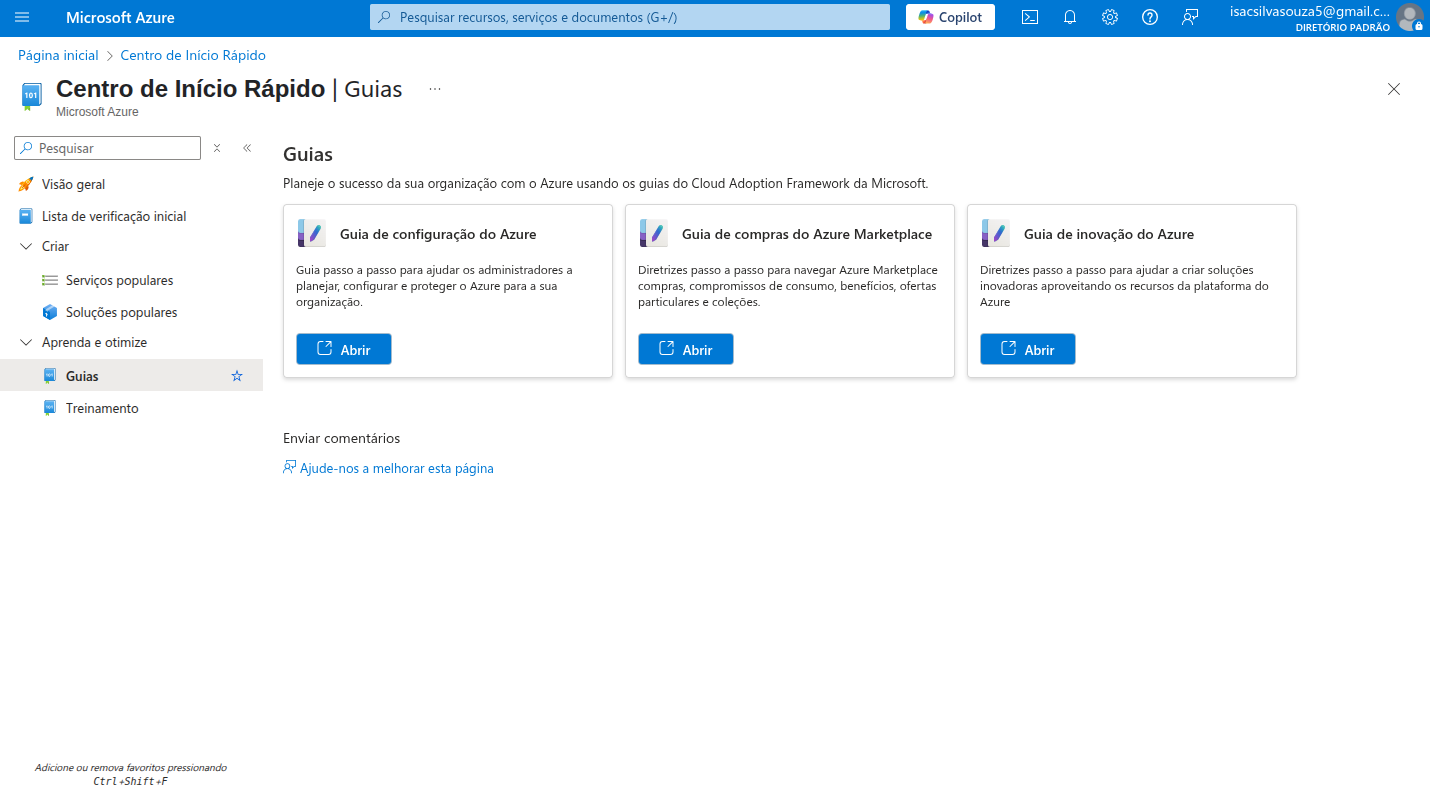 Microsoft Azure
Pesquisar recursos, serviços e documentos (G+/)
Copilot
isacsilvasouza5@gmail.c...
DIRETÓRIO PADRÃO
Página inicial
Centro de Início Rápido
Centro de Início Rápido | Guias
...
Microsoft Azure
Pesquisar
Visão geral
Lista de verificação inicial
Criar
Serviços populares
Soluções populares
Aprenda e otimize
Guias
Treinamento
Adicione ou remova favoritos pressionando
Ctrl+Shift+F
Guias
Planeje o sucesso da sua organização com o Azure usando os guias do Cloud Adoption Framework da Microsoft.
Guia de configuração do Azure
Guia passo a passo para ajudar os administradores a
planejar, configurar e proteger o Azure para a sua
organização.
Abrir
Guia de compras do Azure Marketplace
Diretrizes passo a passo para navegar Azure Marketplace
compras, compromissos de consumo, benefícios, ofertas
particulares e coleções.
Abrir
Guia de inovação do Azure
Diretrizes passo a passo para ajudar a criar soluções
inovadoras aproveitando os recursos da plataforma do
Azure
Abrir
Enviar comentários
Ajude-nos a melhorar esta página